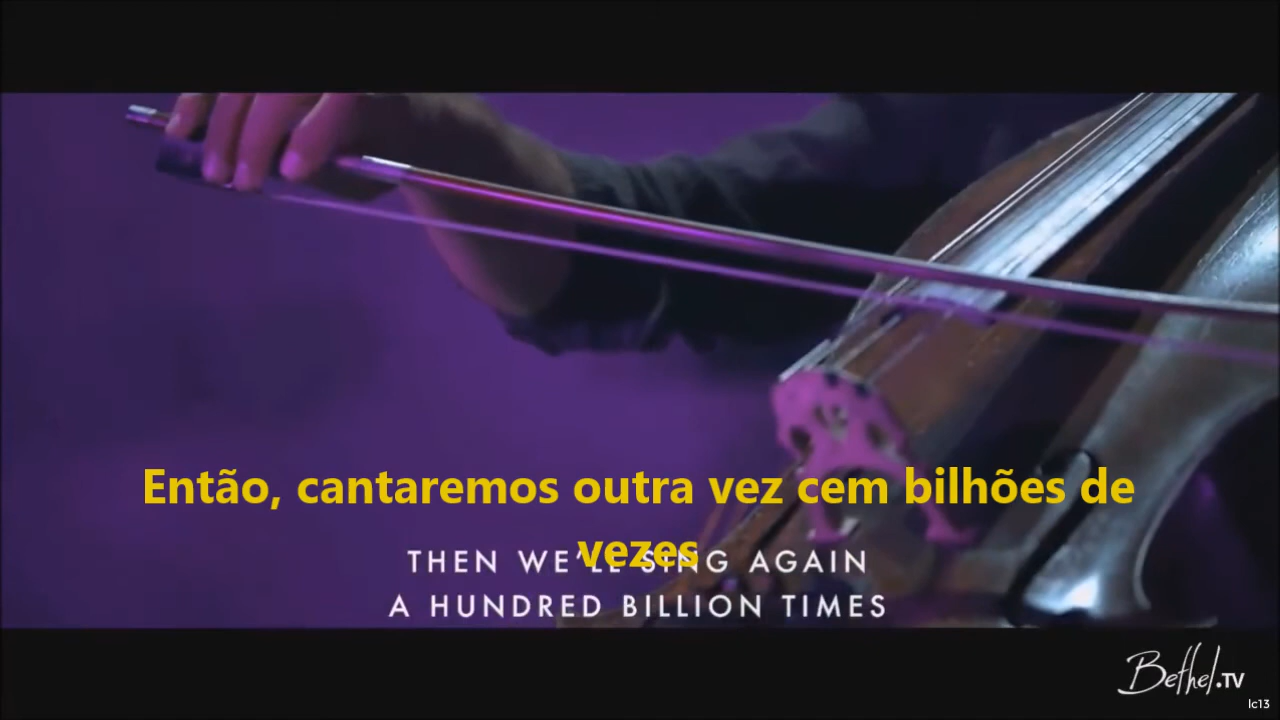 Então, cantaremos outra vez cem bilhões de
vezes
THEN WE'LL SING AGAIN
A HUNDRED BILLION TIMES
Bethel.TV
lc13